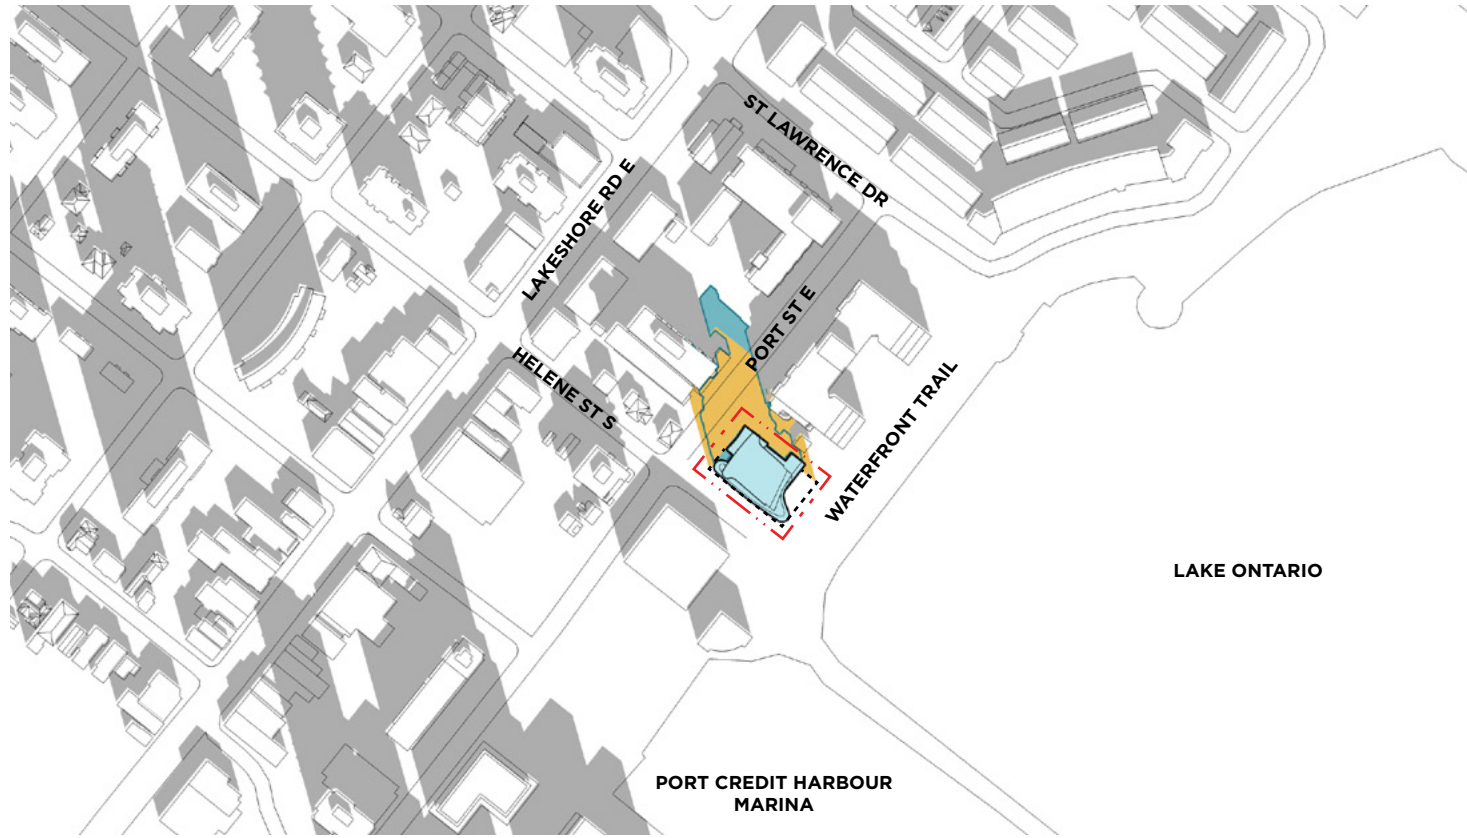 ST LAWRENCE DR
LAKESHORE RD E
PORT ST E
HELENE ST S
WATERFRONT TRAIL
LAKE ONTARIO
PORT CREDIT HARBOUR
MARINA